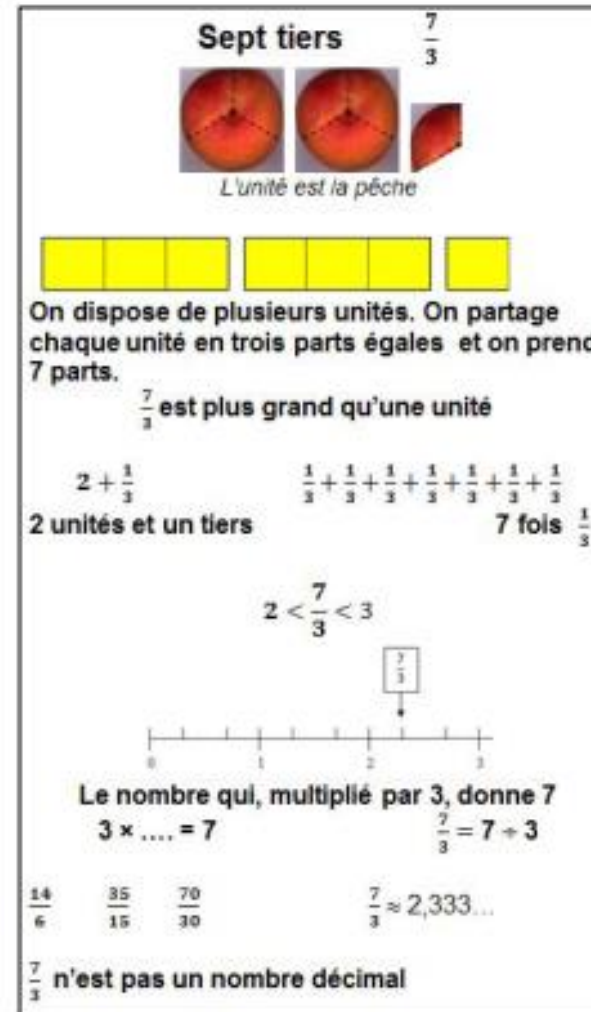 Sept tiers 7/3
L'unité est la pêche
On dispose de plusieurs unités. On partage
chaque unité en trois parts égales et on prend
7 parts.
7/3 est plus grand qu'une unité
2 + 1/3 1/3 + 1/3 + 1/3 + 1/3 + 1/3 + 1/3 + 1/3
2 unités et un tiers 7 fois 1/3
2 < 7/3 < 3
7/3
0 1 2 3
Le nombre qui, multiplié par 3, donne 7
3 × .... = 7 7/3 = 7 ÷ 3
14/6 35/15 70/30 7/3 ≈ 2,333...
7/3 n'est pas un nombre décimal